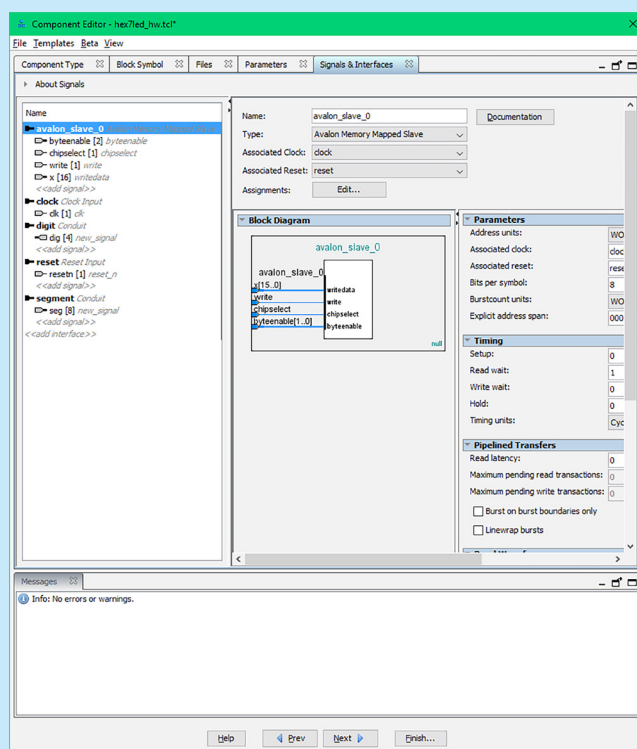 Component Editor - hex7led_hw.tcl*
File Templates Beta View
Component Type Block Symbol Files Parameters Signals & Interfaces
About Signals
Name
avalon_slave_0
byteenable [2] byteenable
chipselect [1] chipselect
write [1] write
x [16] writedata
<<add signal>>
clock Clock Input
clk [1] clk
<<add signal>>
digit Conduit
dig [4] new_signal
<<add signal>>
reset Reset Input
resetn [1] reset_n
<<add signal>>
segment Conduit
seg [8] new_signal
<<add signal>>
<<add interface>>
Name: avalon_slave_0 Documentation
Type: Avalon Memory Mapped Slave
Associated Clock: clock
Associated Reset: reset
Assignments: Edit...
Block Diagram
avalon_slave_0
avalon_slave_0
x[15..0] writedata
write write
chipselect chipselect
byteenable[1..0] byteenable
null
Parameters
Address units: WO
Associated clock: cloc
Associated reset: rese
Bits per symbol: 8
Burstcount units: WO
Explicit address span: 000
Timing
Setup: 0
Read wait: 1
Write wait: 0
Hold: 0
Timing units: Cyc
Pipelined Transfers
Read latency: 0
Maximum pending read transactions: 0
Maximum pending write transactions: 0
Burst on burst boundaries only
Linewrap bursts
Messages
Info: No errors or warnings.
Help Prev Next Finish...